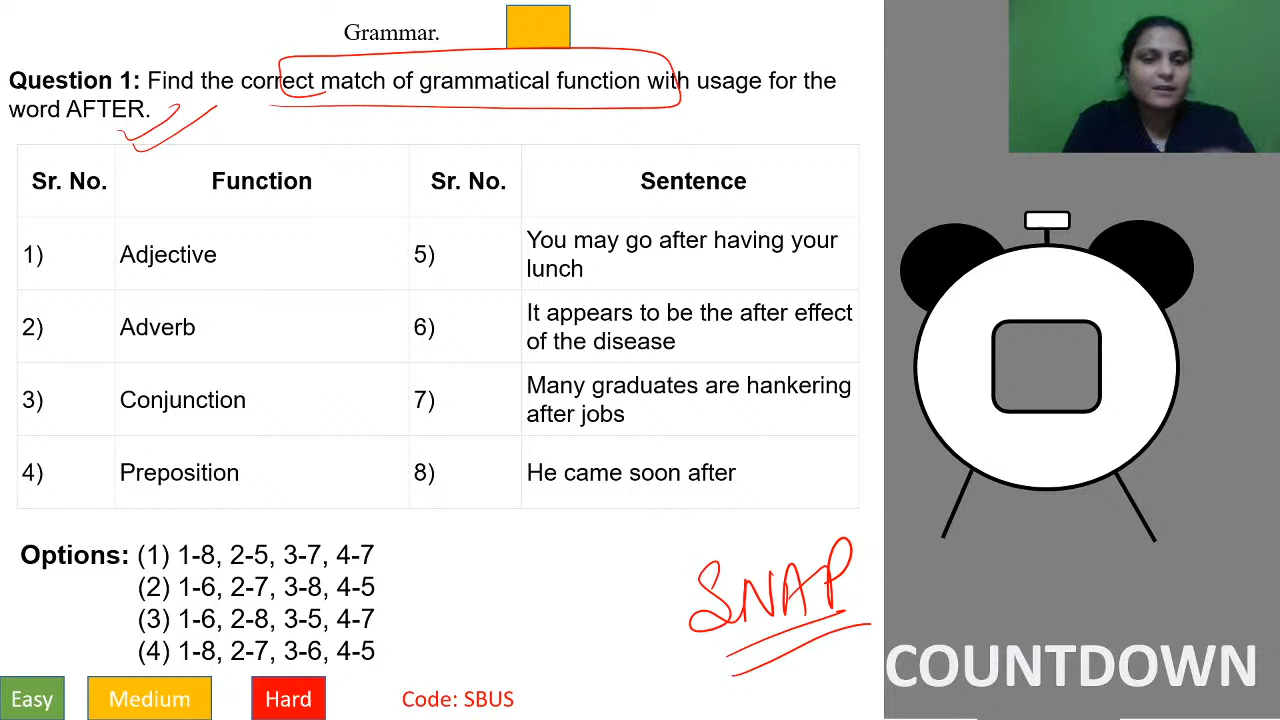 Grammar.
Question 1: Find the correct match of grammatical function with usage for the
word AFTER.
Sr. No. Function Sr. No. Sentence
1) Adjective 5) You may go after having your
lunch
2) Adverb 6) It appears to be the after effect
of the disease
3) Conjunction 7) Many graduates are hankering
after jobs
4) Preposition 8) He came soon after
Options: (1) 1-8, 2-5, 3-7, 4-7
(2) 1-6, 2-7, 3-8, 4-5
(3) 1-6, 2-8, 3-5, 4-7
(4) 1-8, 2-7, 3-6, 4-5
SNAP
COUNTDOWN
Easy Medium Hard Code: SBUS